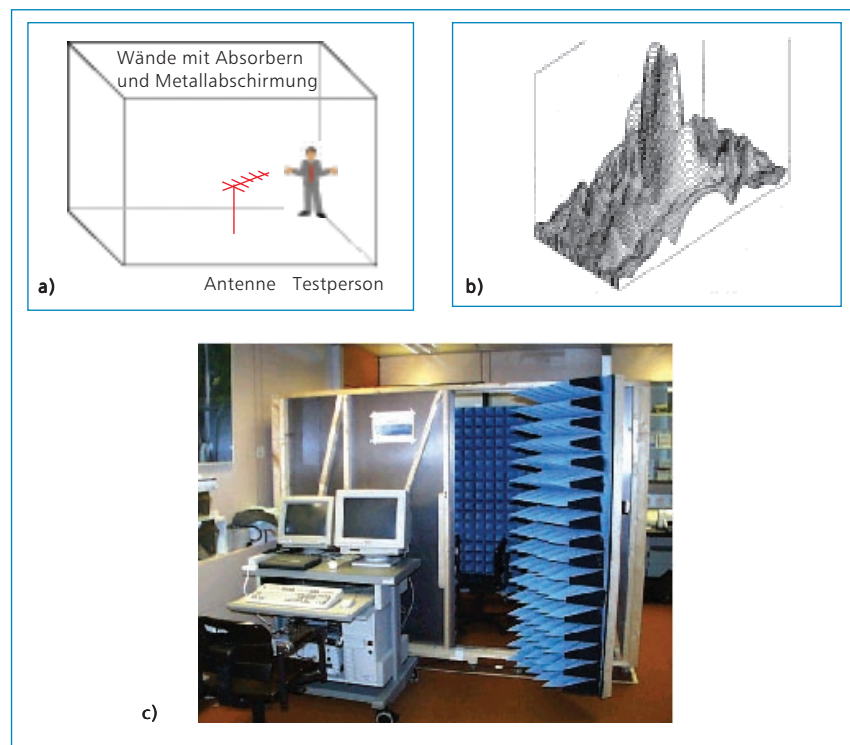 Wände mit Absorbern
und Metallabschirmung
a)
Antenne Testperson
b)
c)